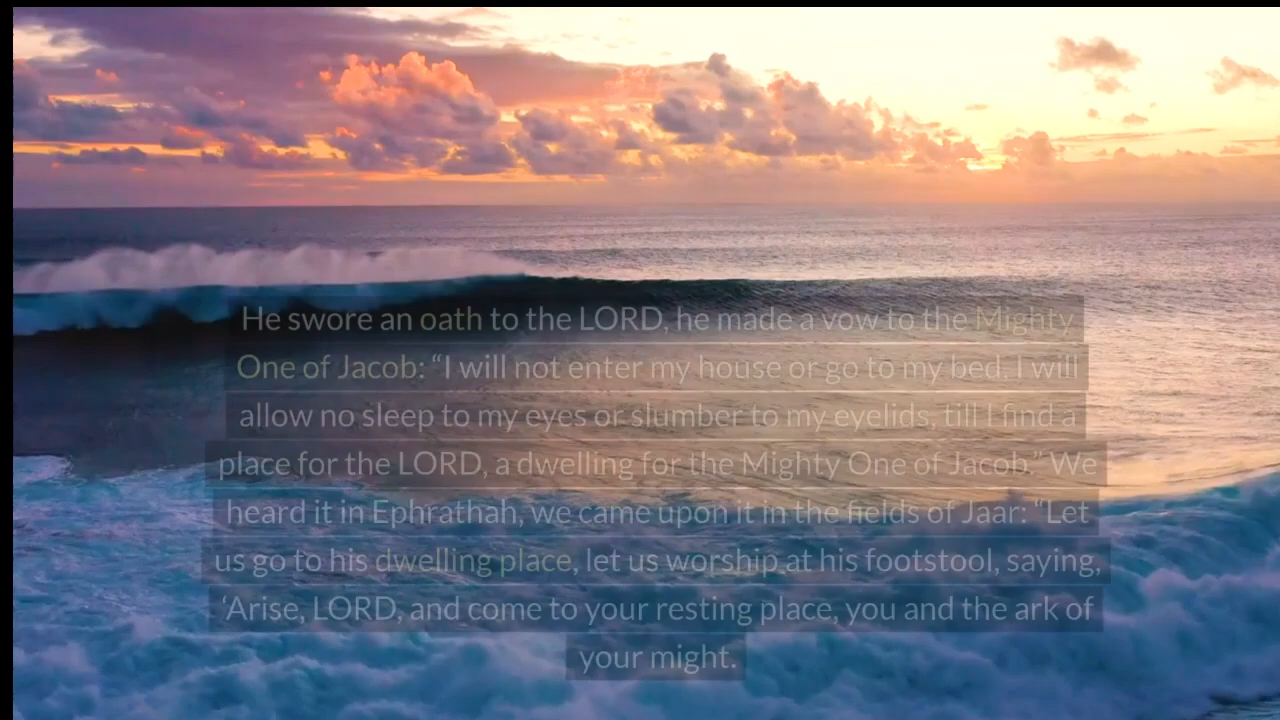 He swore an oath to the LORD, he made a vow to the Mighty
One of Jacob: “I will not enter my house or go to my bed, I will
allow no sleep to my eyes or slumber to my eyelids, till I find a
place for the LORD, a dwelling for the Mighty One of Jacob.” We
heard it in Ephrathah, we came upon it in the fields of Jaar: “Let
us go to his dwelling place, let us worship at his footstool, saying,
‘Arise, LORD, and come to your resting place, you and the ark of
your might.